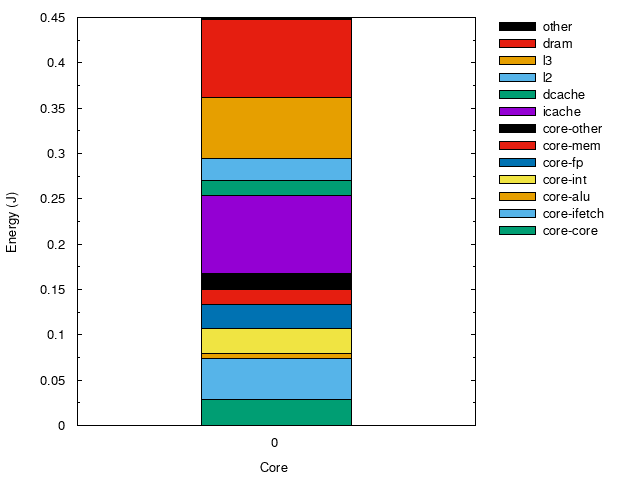 0.45
0.4
0.35
0.3
0.25
0.2
0.15
0.1
0.05
0
Energy (J)
0
Core
other
dram
l3
l2
dcache
icache
core-other
core-mem
core-fp
core-int
core-alu
core-ifetch
core-core